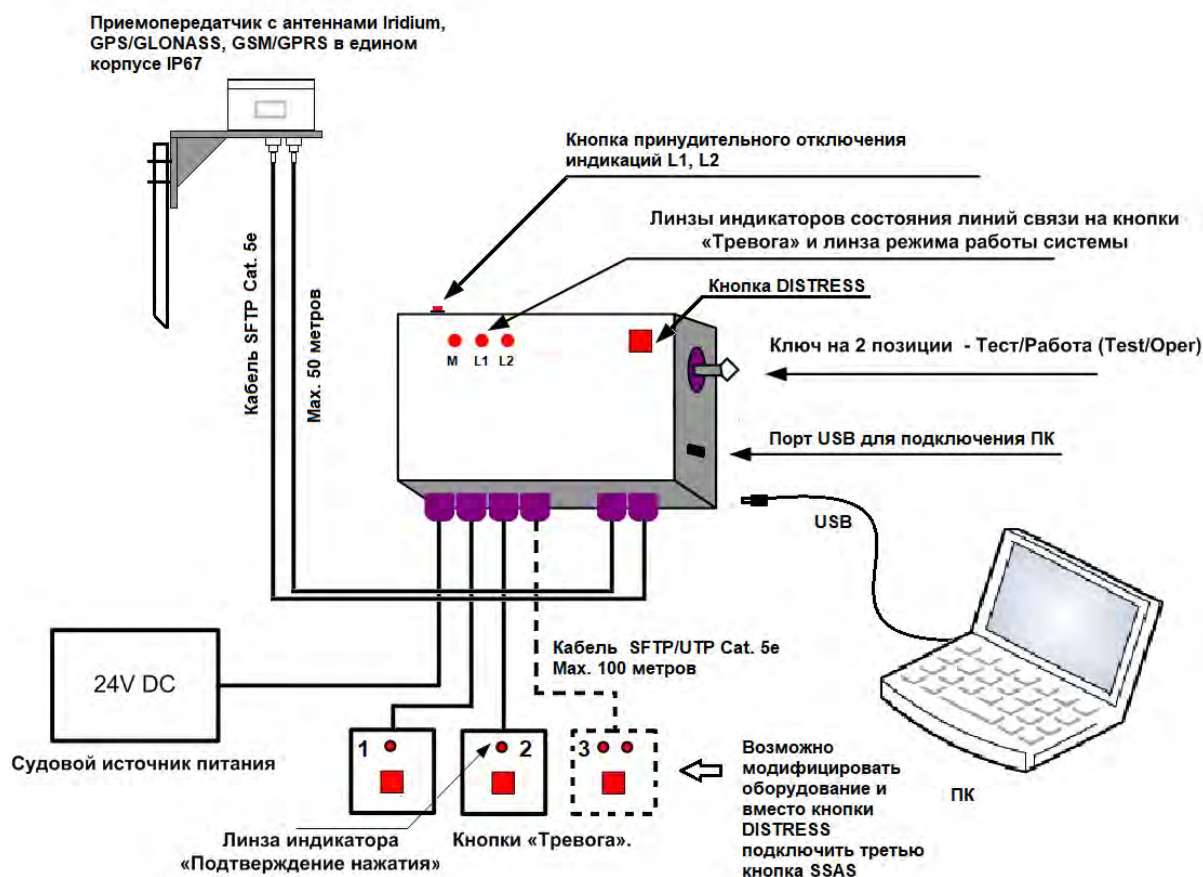 Приемопередатчик с антеннами Iridium,
GPS/GLONASS, GSM/GPRS в едином
корпусе IP67
Кнопка принудительного отключения
индикаций L1, L2
Линзы индикаторов состояния линий связи на кнопки
«Тревога» и линза режима работы системы
Кнопка DISTRESS
Кабель SFTP Cat. 5e
Max. 50 метров
M L1 L2
Ключ на 2 позиции - Тест/Работа (Test/Oper)
Порт USB для подключения ПК
USB
Кабель SFTP/UTP Cat. 5e
Max. 100 метров
24V DC
Судовой источник питания
1
2
3
Линза индикатора
«Подтверждение нажатия»
Кнопки «Тревога».
Возможно
модифицировать
оборудование и
вместо кнопки
DISTRESS
подключить третью
кнопка SSAS
ПК